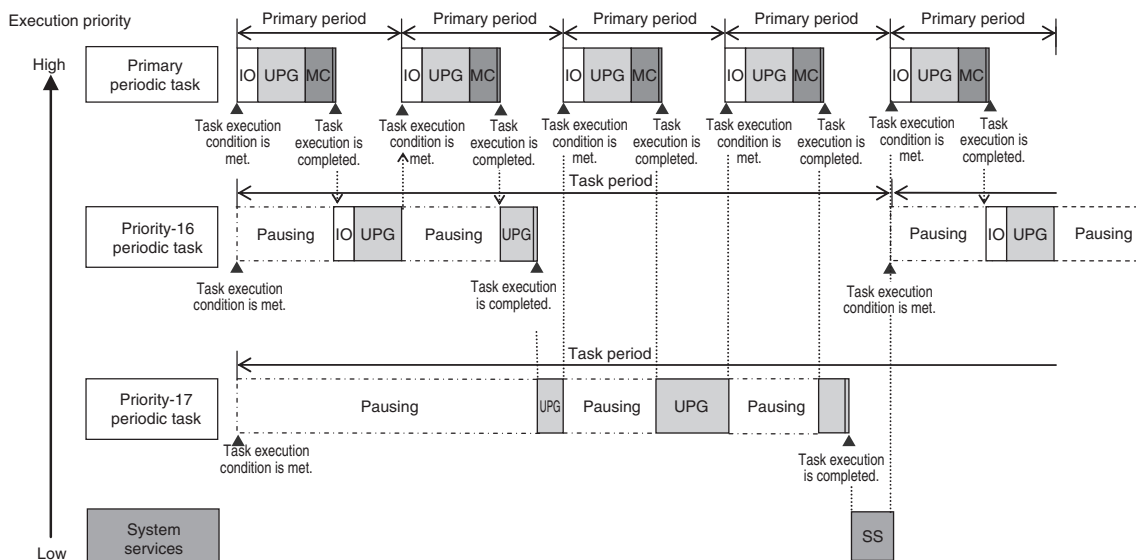 Execution priority
Primary period
Primary period
Primary period
Primary period
Primary period
High
Primary
periodic task
IO UPG MC
IO UPG MC
IO UPG MC
IO UPG MC
IO UPG MC
Task execution
condition is
met.
Task
execution is
completed.
Task execution
condition is
met.
Task
execution is
completed.
Task execution
condition is
met.
Task
execution is
completed.
Task execution
condition is
met.
Task
execution is
completed.
Task execution
condition is
met.
Task
execution is
completed.
Task period
Priority-16
periodic task
Pausing IO UPG Pausing UPG Pausing IO UPG Pausing
Task execution
condition is met.
Task execution
is completed.
Task execution
condition is met.
Task period
Priority-17
periodic task
Pausing UPG Pausing UPG Pausing
Task execution
condition is met.
Task execution
is completed.
System
services
SS
Low